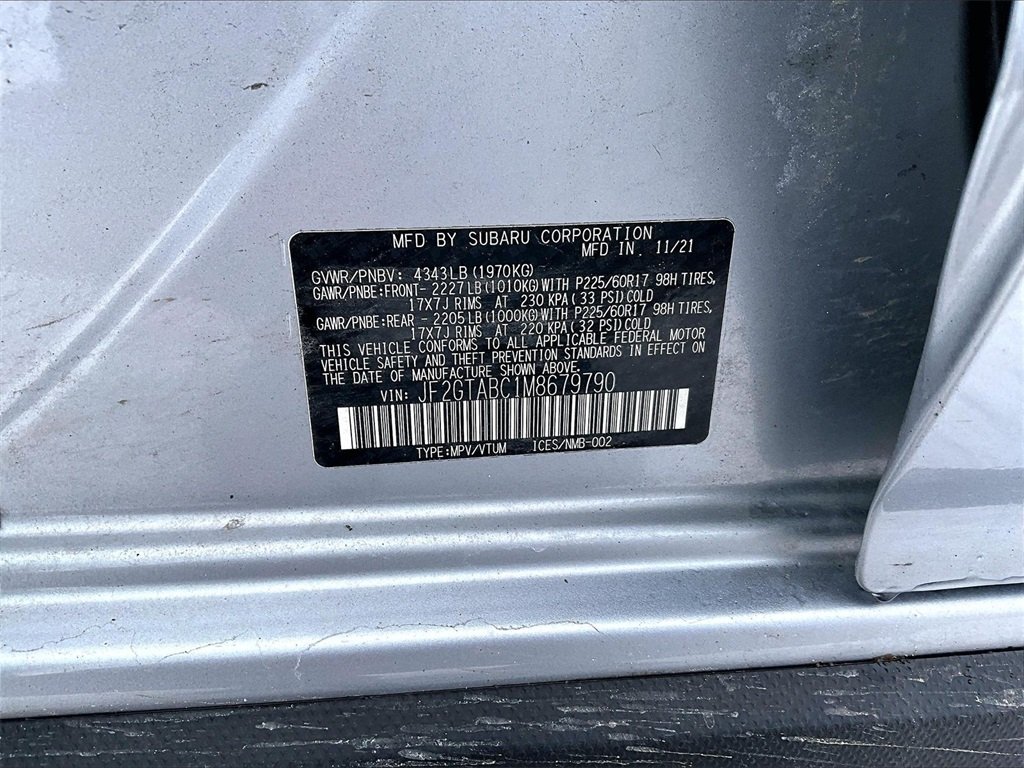 MFD BY SUBARU CORPORATION
MFD IN 11/21
GVWR/PNBV: 4343LB(1970KG)
GAWR/PNBE:FRONT- 2227LB(1010KG)WITH P225/60R17 98H TIRES,
17X7J RIMS AT 230 KPA( 33 PSI)COLD
GAWR/PNBE:REAR - 2205LB(1000KG)WITH P225/60R17 98H TIRES,
17X7J RIMS AT 220 KPA( 32 PSI)COLD
THIS VEHICLE CONFORMS TO ALL APPLICABLE FEDERAL MOTOR
VEHICLE SAFETY AND THEFT PREVENTION STANDARDS IN EFFECT ON
THE DATE OF MANUFACTURE SHOWN ABOVE.
VIN: JF2GTABC1M8679790
TYPE:MPV/VTUM ICES/NMB-002